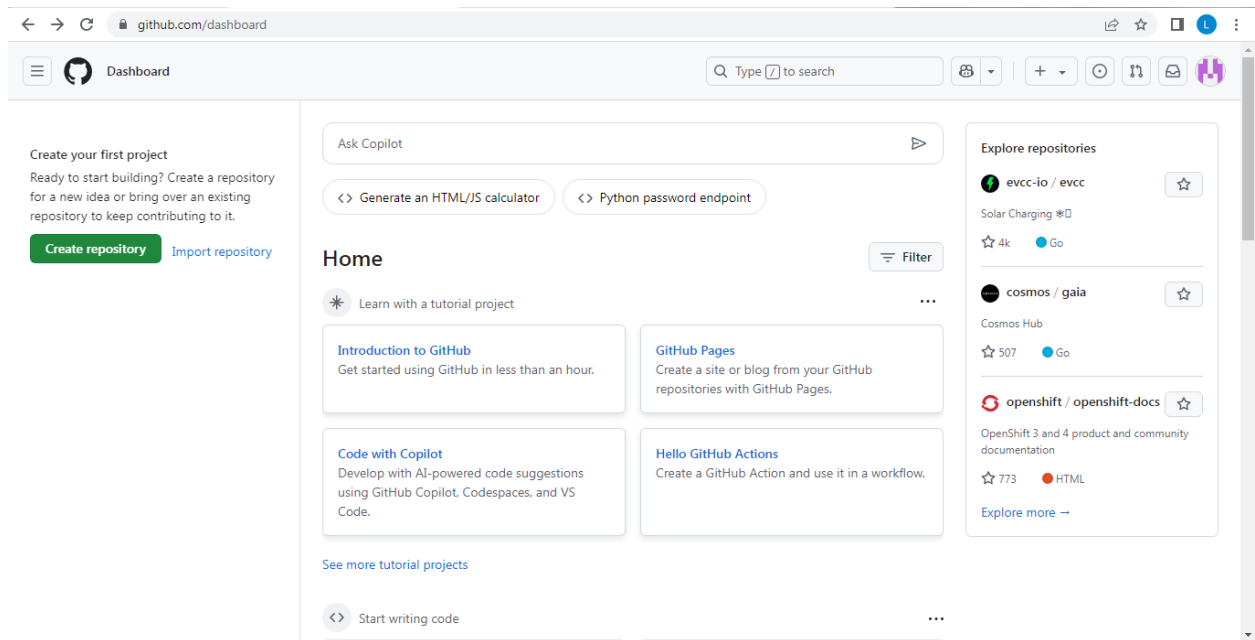 github.com/dashboard
L
Dashboard
Type / to search
Create your first project
Ready to start building? Create a repository
for a new idea or bring over an existing
repository to keep contributing to it.
Create repository
Import repository
Ask Copilot
Generate an HTML/JS calculator
Python password endpoint
Home
Filter
Learn with a tutorial project
Introduction to GitHub
Get started using GitHub in less than an hour.
GitHub Pages
Create a site or blog from your GitHub
repositories with GitHub Pages.
Code with Copilot
Develop with AI-powered code suggestions
using GitHub Copilot, Codespaces, and VS
Code.
Hello GitHub Actions
Create a GitHub Action and use it in a workflow.
See more tutorial projects
Start writing code
Explore repositories
evcc-io / evcc
Solar Charging
4k Go
cosmos / gaia
Cosmos Hub
507 Go
openshift / openshift-docs
OpenShift 3 and 4 product and community
documentation
773 HTML
Explore more →